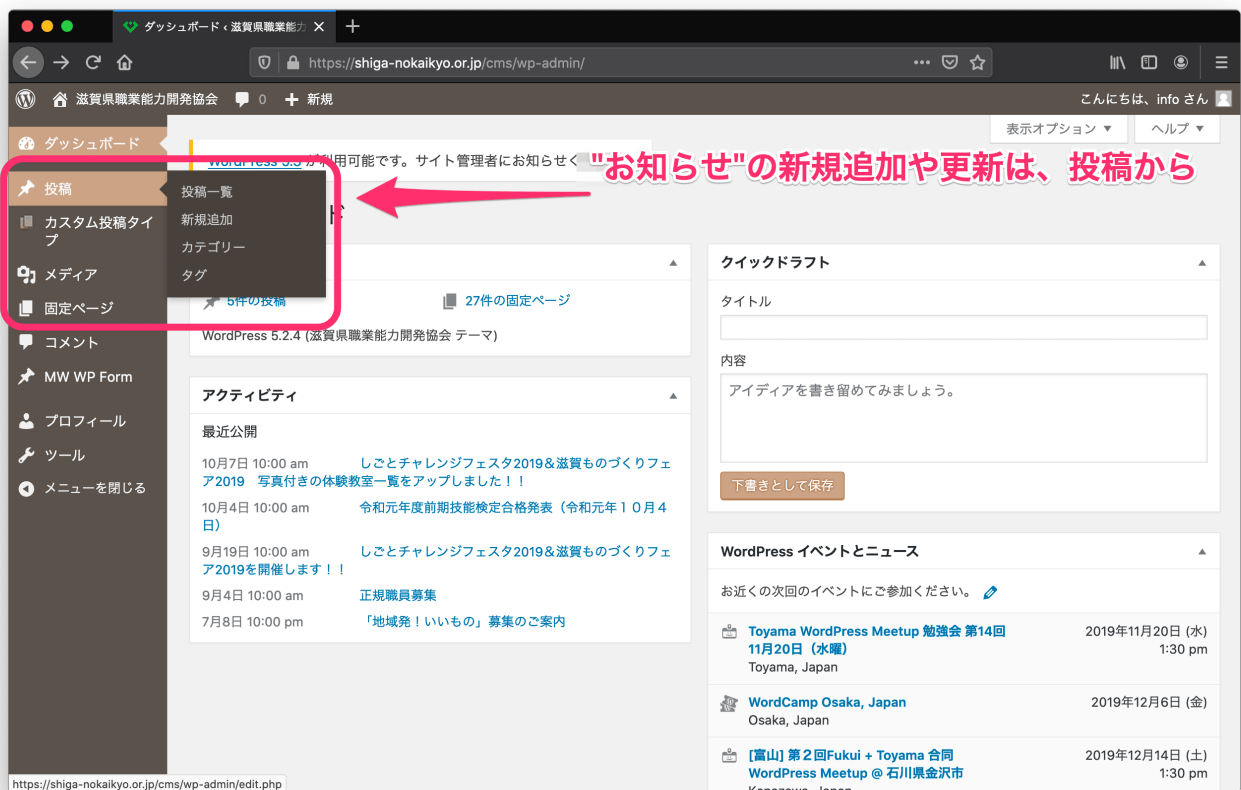 ダッシュボード ‹ 滋賀県職業能力
https://shiga-nokaikyo.or.jp/cms/wp-admin/
滋賀県職業能力開発協会 0 新規
こんにちは、info さん
表示オプション ▼ ヘルプ ▼
ダッシュボード
投稿
カスタム投稿タイ
プ
メディア
固定ページ
コメント
MW WP Form
プロフィール
ツール
メニューを閉じる
投稿一覧
新規追加
カテゴリー
タグ
WordPress 5.3 が利用可能です。サイト管理者にお知らせく
"お知らせ"の新規追加や更新は、投稿から
ド
5件の投稿 27件の固定ページ
WordPress 5.2.4 (滋賀県職業能力開発協会 テーマ)
アクティビティ
最近公開
10月7日 10:00 am しごとチャレンジフェスタ2019＆滋賀ものづくりフェ
ア2019 写真付きの体験教室一覧をアップしました！！
10月4日 10:00 am 令和元年度前期技能検定合格発表（令和元年１０月４
日）
9月19日 10:00 am しごとチャレンジフェスタ2019＆滋賀ものづくりフェ
ア2019を開催します！！
9月4日 10:00 am 正規職員募集
7月8日 10:00 pm 「地域発！いいもの」募集のご案内
クイックドラフト
タイトル
内容
アイディアを書き留めてみましょう。
下書きとして保存
WordPress イベントとニュース
お近くの次回のイベントにご参加ください。
Toyama WordPress Meetup 勉強会 第14回 2019年11月20日 (水)
11月20日（水曜） 1:30 pm
Toyama, Japan
WordCamp Osaka, Japan 2019年12月6日 (金)
Osaka, Japan
[富山] 第２回Fukui + Toyama 合同 2019年12月14日 (土)
WordPress Meetup @ 石川県金沢市 1:30 pm
Kanazawa, Japan
https://shiga-nokaikyo.or.jp/cms/wp-admin/edit.php